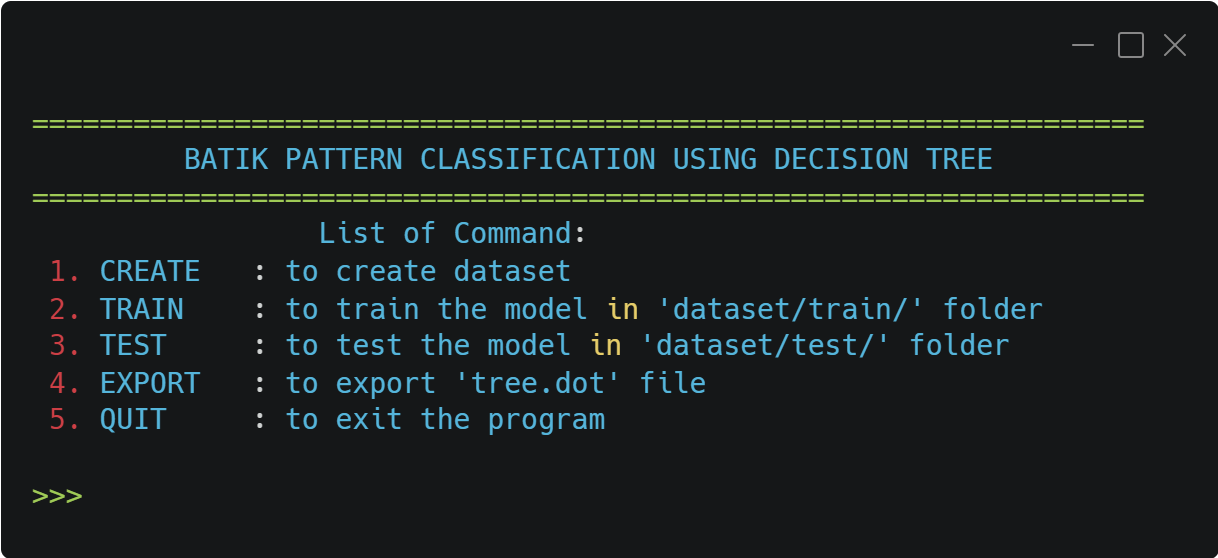 ==================================================================
BATIK PATTERN CLASSIFICATION USING DECISION TREE
==================================================================
List of Command:
1. CREATE   : to create dataset
2. TRAIN    : to train the model in 'dataset/train/' folder
3. TEST     : to test the model in 'dataset/test/' folder
4. EXPORT   : to export 'tree.dot' file
5. QUIT     : to exit the program
>>>